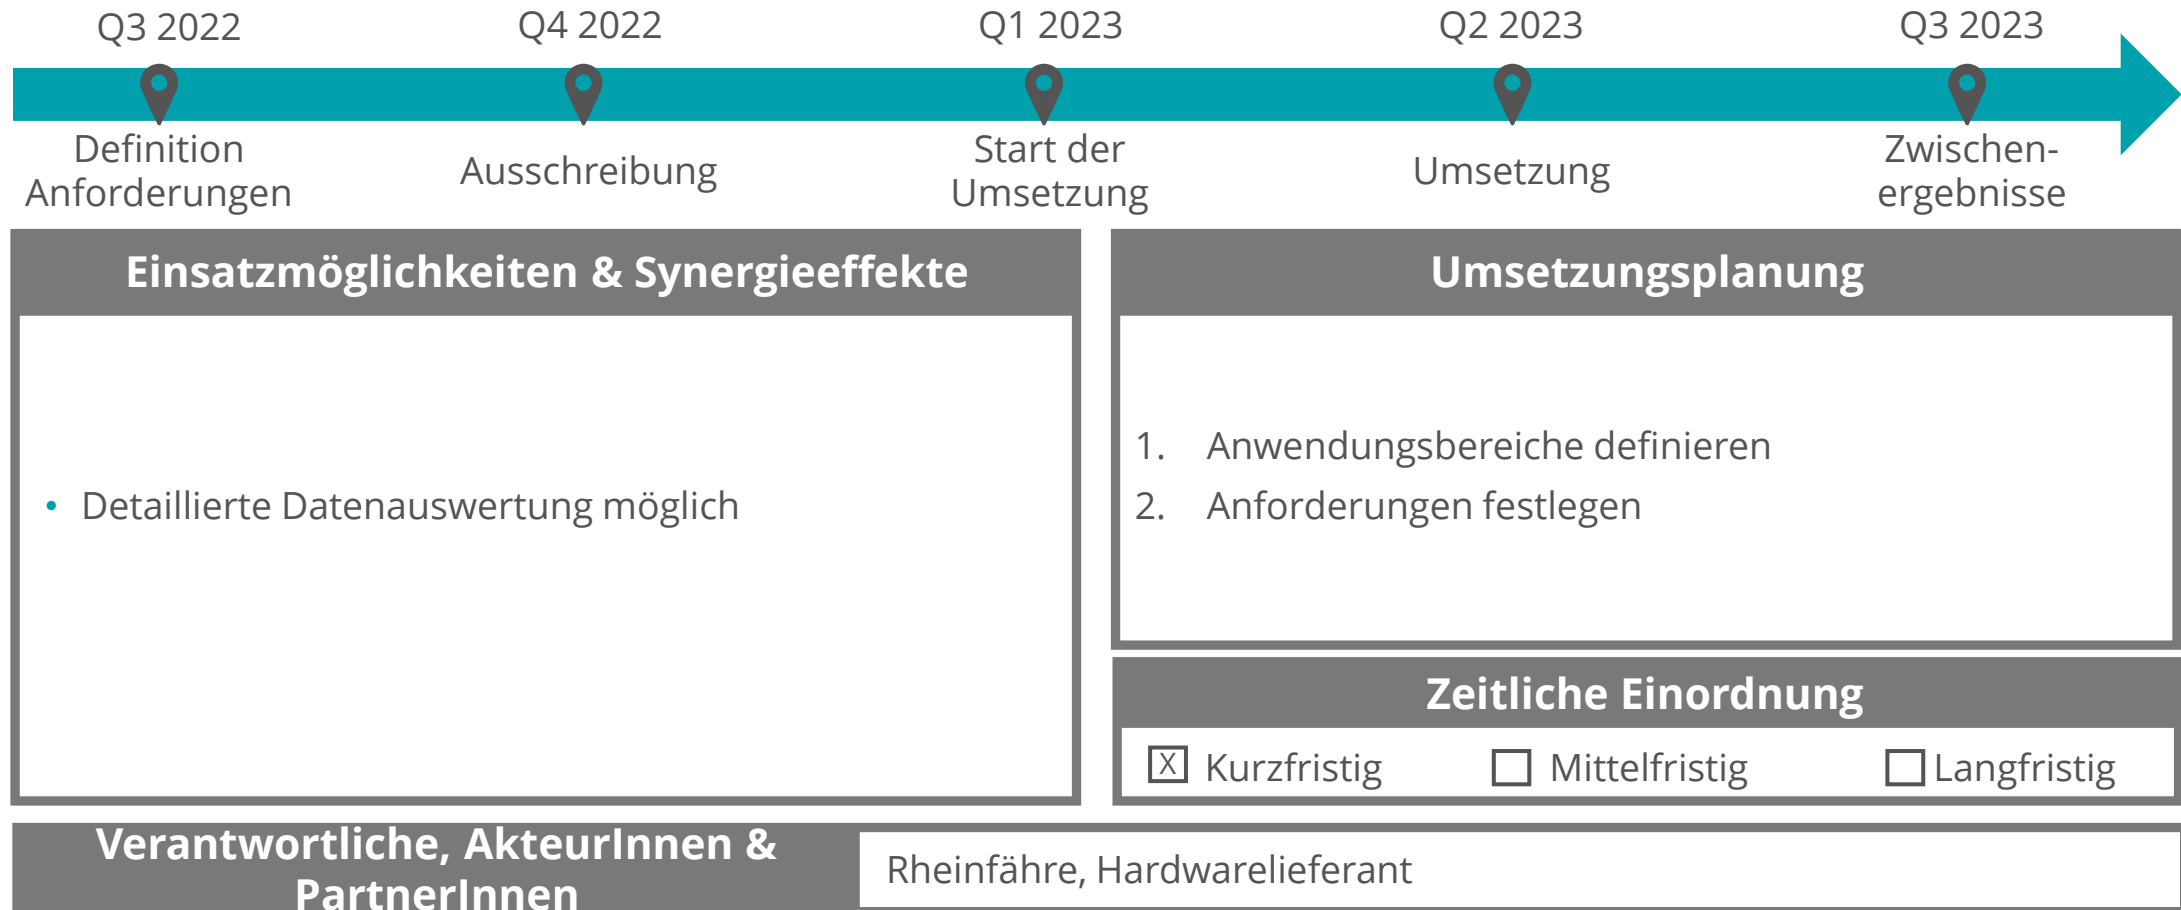 Q3 2022
Q4 2022
Q1 2023
Q2 2023
Q3 2023
Definition
Anforderungen
Ausschreibung
Start der
Umsetzung
Umsetzung
Zwischen-
ergebnisse
Einsatzmöglichkeiten & Synergieeffekte
• Detaillierte Datenauswertung möglich
Umsetzungsplanung
1. Anwendungsbereiche definieren
2. Anforderungen festlegen
Zeitliche Einordnung
X Kurzfristig
Mittelfristig
Langfristig
Verantwortliche, AkteurInnen &
PartnerInnen
Rheinfähre, Hardwarelieferant